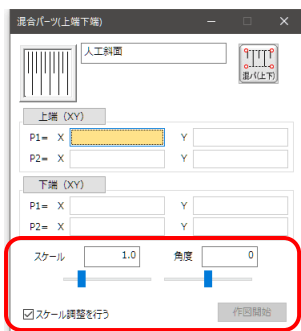 混合パーツ(上端下端)
人工斜面
混パ(上下)
上端（XY）
P1= X Y
P2= X Y
下端（XY）
P1= X Y
P2= X Y
スケール 1.0 角度 0
スケール調整を行う 作図開始